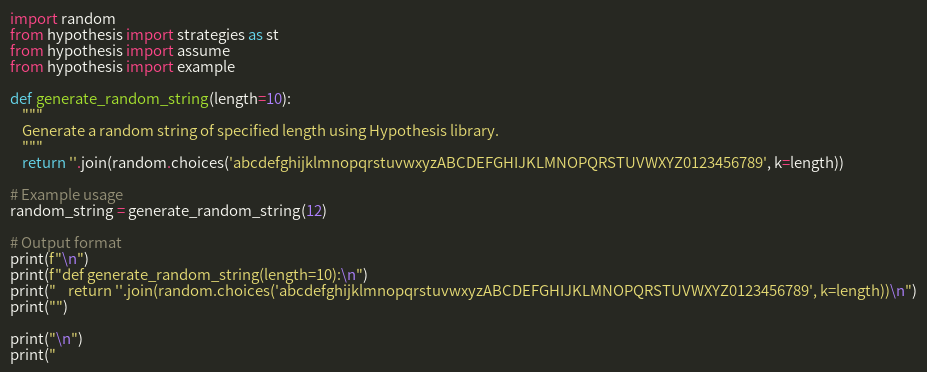 import random
from hypothesis import strategies as st
from hypothesis import assume
from hypothesis import example

def generate_random_string(length=10):
    """
    Generate a random string of specified length using Hypothesis library.
    """
    return ''.join(random.choices('abcdefghijklmnopqrstuvwxyzABCDEFGHIJKLMNOPQRSTUVWXYZ0123456789', k=length))

# Example usage
random_string = generate_random_string(12)

# Output format
print(f"\n")
print(f"def generate_random_string(length=10):\n")
print("    return ''.join(random.choices('abcdefghijklmnopqrstuvwxyzABCDEFGHIJKLMNOPQRSTUVWXYZ0123456789', k=length))\n")
print("")

print("\n")
print("